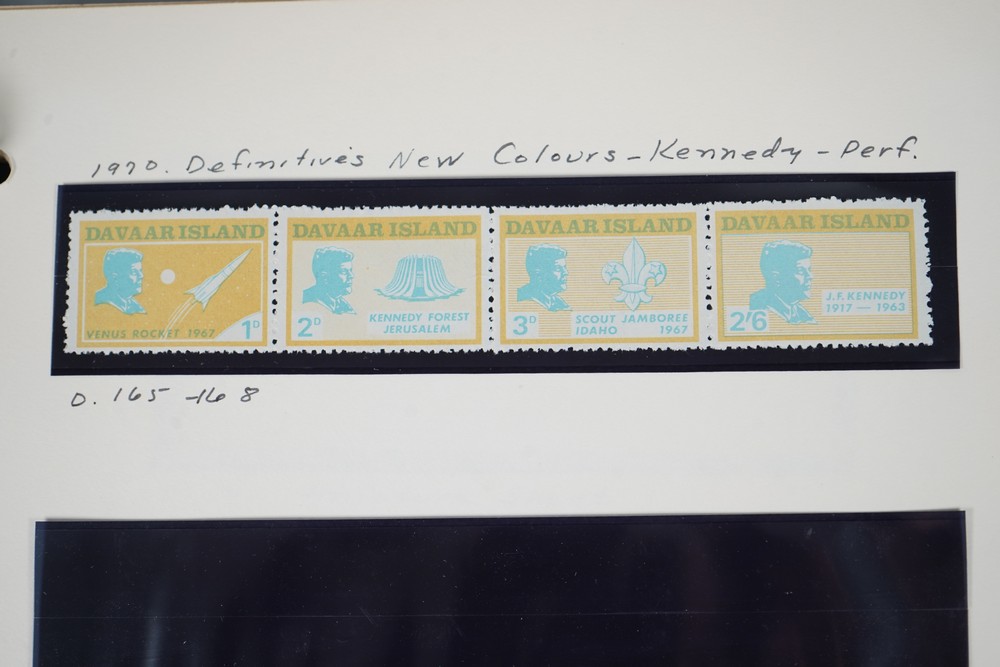 1970. Definitive's New Colours - Kennedy - Perf.
DAVAAR ISLAND
VENUS ROCKET 1967
1D
DAVAAR ISLAND
2D
KENNEDY FOREST
JERUSALEM
DAVAAR ISLAND
3D
SCOUT JAMBOREE
IDAHO 1967
DAVAAR ISLAND
2'6
J.F. KENNEDY
1917 — 1963
D. 165 - 168